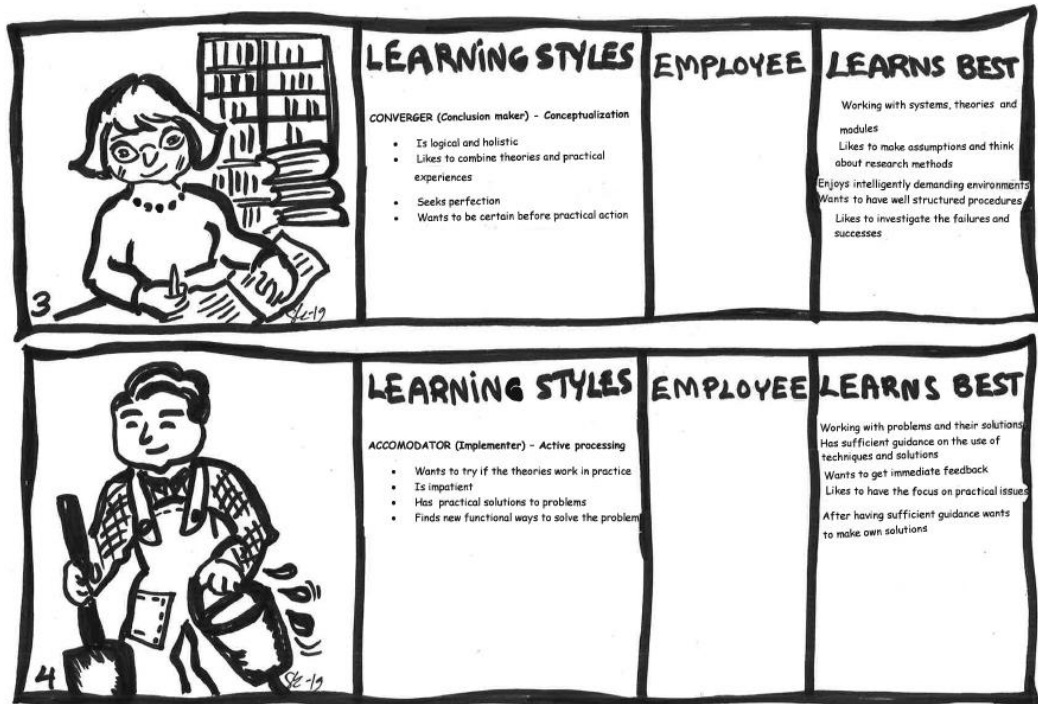 LEARNING STYLES
CONVERGER (Conclusion maker) - Conceptualization
• Is logical and holistic
• Likes to combine theories and practical
experiences
• Seeks perfection
• Wants to be certain before practical action
EMPLOYEE
LEARNS BEST
Working with systems, theories and
modules
Likes to make assumptions and think
about research methods
Enjoys intelligently demanding environments
Wants to have well structured procedures
Likes to investigate the failures and
successes
3
LEARNING STYLES
ACCOMODATOR (Implementer) - Active processing
• Wants to try if the theories work in practice
• Is impatient
• Has practical solutions to problems
• Finds new functional ways to solve the problem
EMPLOYEE
LEARNS BEST
Working with problems and their solutions
Has sufficient guidance on the use of
techniques and solutions
Wants to get immediate feedback
Likes to have the focus on practical issues
After having sufficient guidance wants
to make own solutions
4